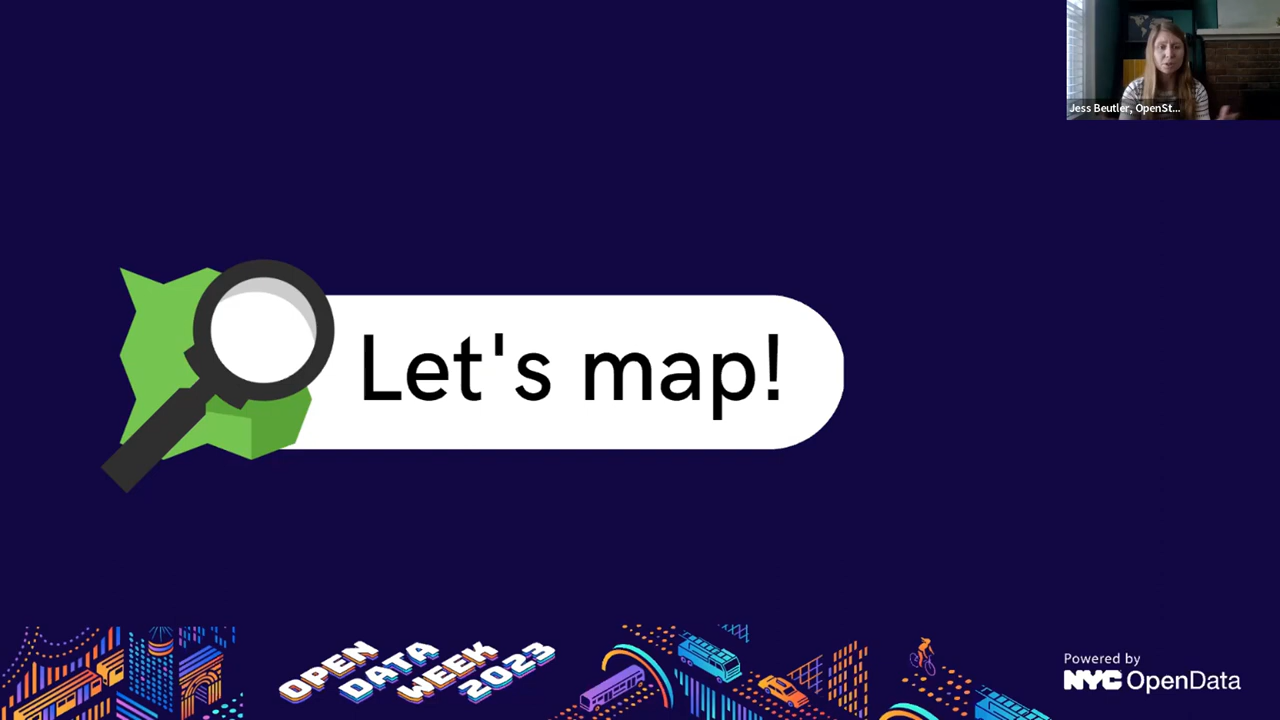 Jess Beutler, OpenSt...
Let's map!
OPEN
DATA
WEEK
2023
Powered by
NYC OpenData